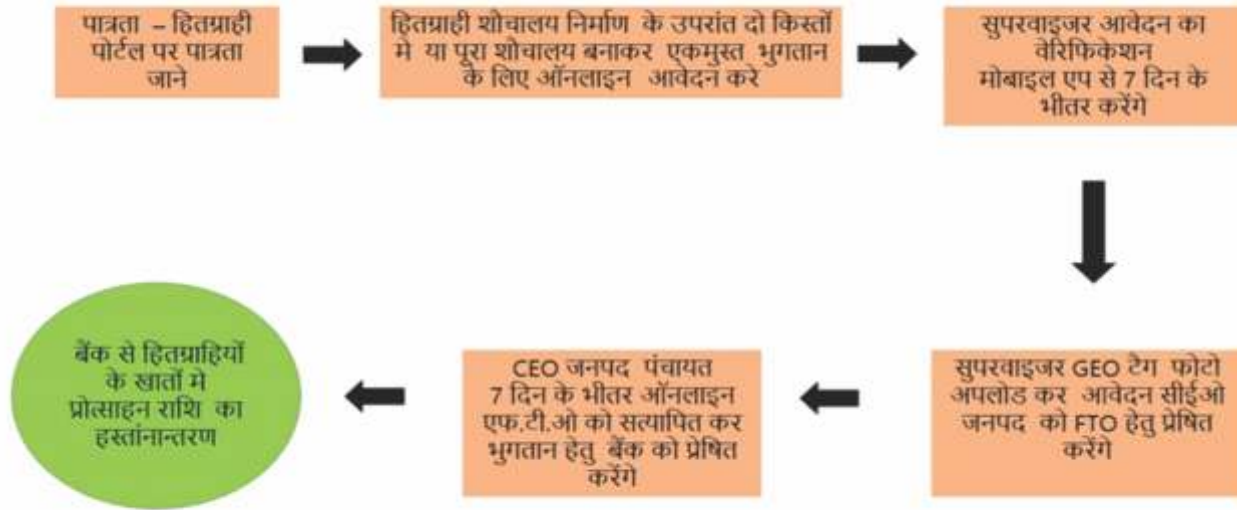 पात्रता – हितग्राही
पोर्टल पर पात्रता
जाने
हितग्राही शौचालय निर्माण के उपरांत दो किस्तों
मे या पूरा शौचालय बनाकर एकमुस्त भुगतान
के लिए ऑनलाइन आवेदन करे
सुपरवाइजर आवेदन का
वेरिफिकेशन
मोबाइल एप से 7 दिन के
भीतर करेंगे
सुपरवाइजर GEO टैग फोटो
अपलोड कर आवेदन सीईओ
जनपद को FTO हेतु प्रेषित
करेंगे
CEO जनपद पंचायत
7 दिन के भीतर ऑनलाइन
एफ.टी.ओ को सत्यापित कर
भुगतान हेतु बैंक को प्रेषित
करेंगे
बेंक से हितग्राहियों
के खातों मे
प्रोत्साहन राशि का
हस्तांनान्तरण